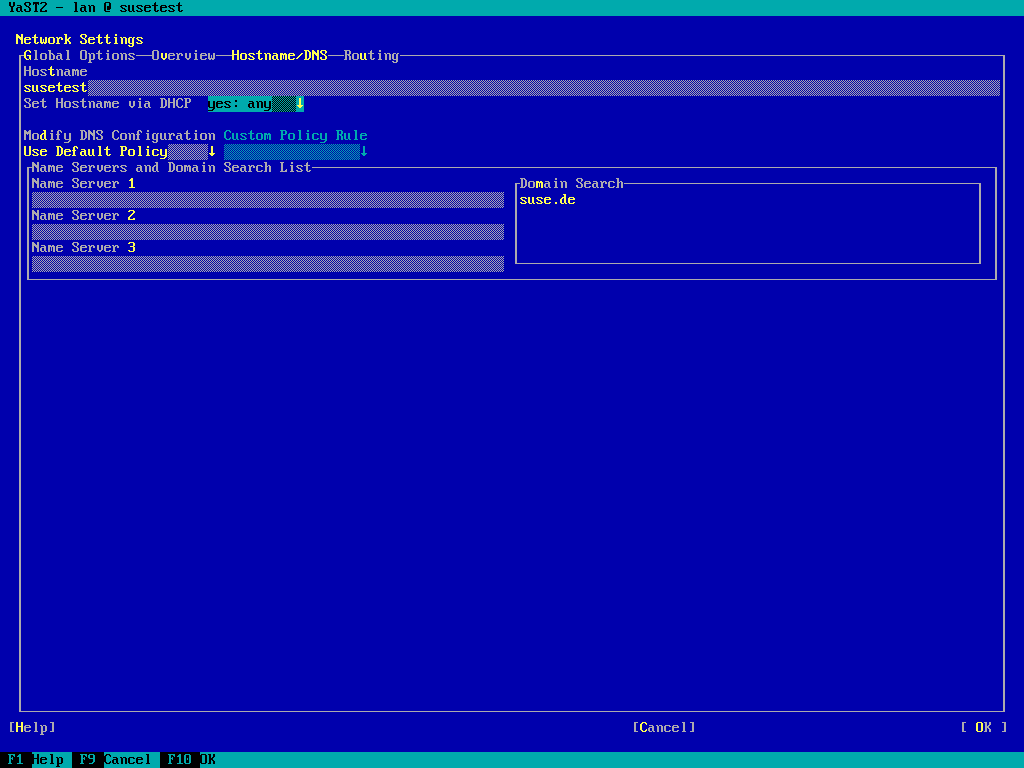 YaST2 - lan @ susetest
Network Settings
Global Options Overview Hostname/DNS Routing
Hostname
susetest
Set Hostname via DHCP yes: any ↓
Modify DNS Configuration Custom Policy Rule
Use Default Policy ↓ ↓
Name Servers and Domain Search List
Name Server 1 Domain Search
suse.de
Name Server 2
Name Server 3
[Help] [Cancel] [ OK ]
F1 Help F9 Cancel F10 OK